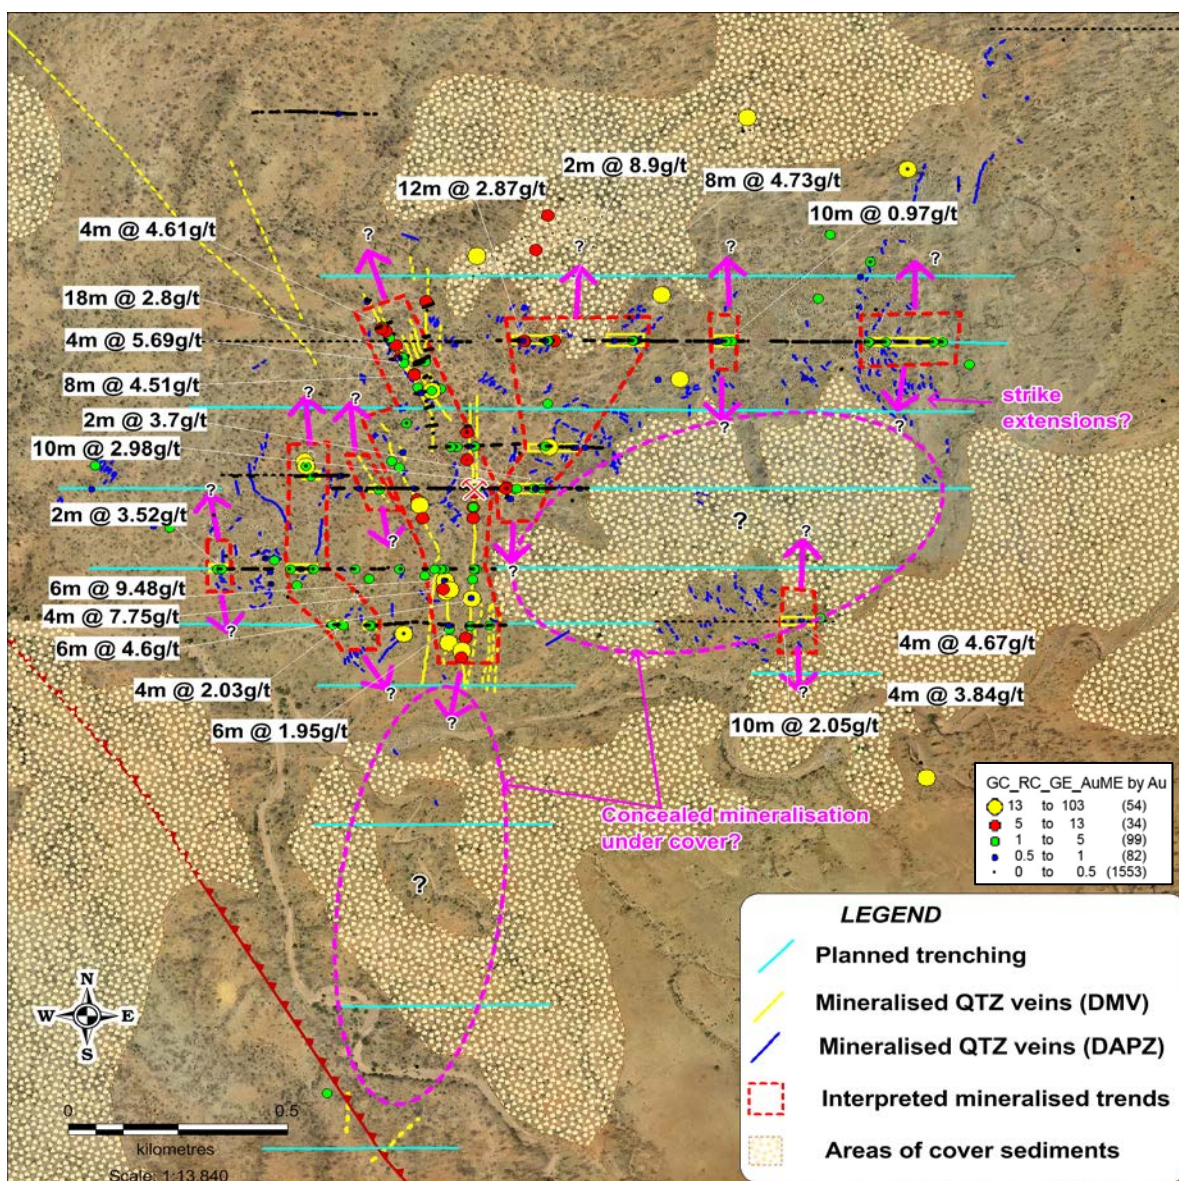 2m @ 8.9g/t
12m @ 2.87g/t
8m @ 4.73g/t
10m @ 0.97g/t
4m @ 4.61g/t
?
?
?
?
18m @ 2.8g/t
4m @ 5.69g/t
8m @ 4.51g/t
?
?
strike
extensions?
?
?
2m @ 3.7g/t
10m @ 2.98g/t
?
2m @ 3.52g/t
?
?
?
?
6m @ 9.48g/t
4m @ 7.75g/t
?
6m @ 4.6g/t
4m @ 4.67g/t
4m @ 2.03g/t
?
?
4m @ 3.84g/t
6m @ 1.95g/t
?
10m @ 2.05g/t
Concealed mineralisation
under cover?
?
GC_RC_GE_AuME by Au
13 to 103 (54)
5 to 13 (34)
1 to 5 (99)
0.5 to 1 (82)
0 to 0.5 (1553)
LEGEND
Planned trenching
Mineralised QTZ veins (DMV)
Mineralised QTZ veins (DAPZ)
Interpreted mineralised trends
Areas of cover sediments
N
W E
S
0 0.5
kilometres
Scale: 1:13,840